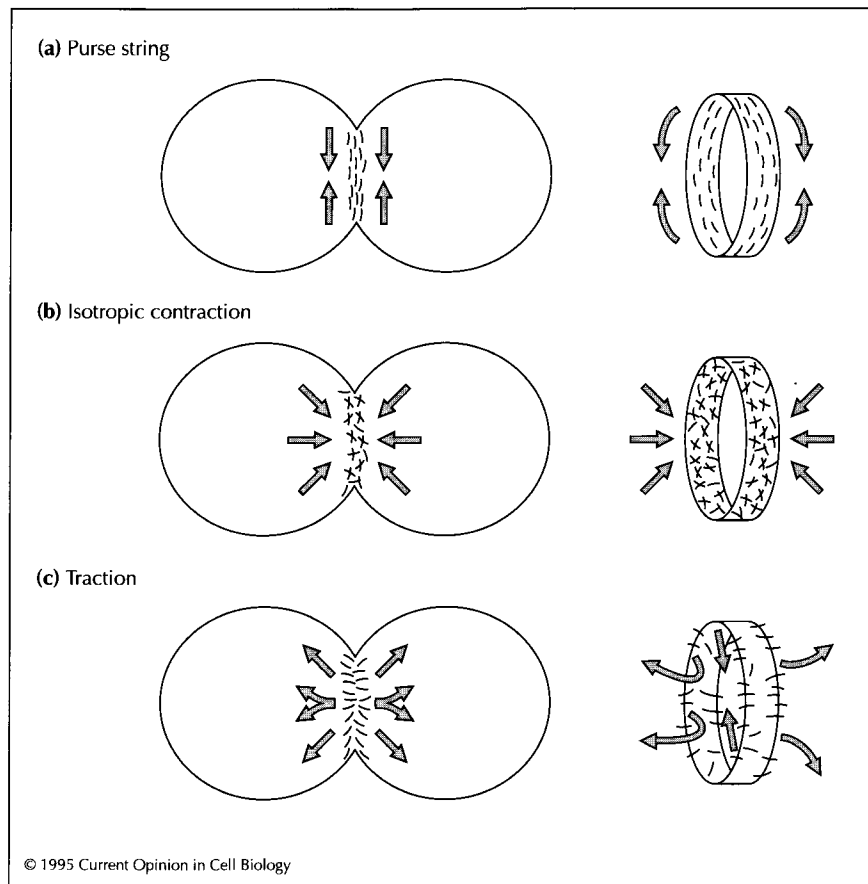 (a) Purse string
(b) Isotropic contraction
(c) Traction
© 1995 Current Opinion in Cell Biology